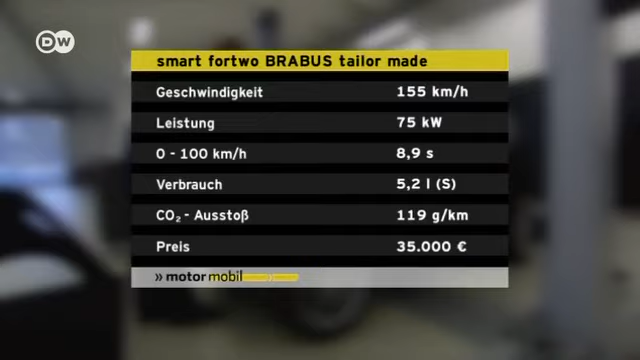 DW
smart fortwo BRABUS tailor made
Geschwindigkeit 155 km/h
Leistung 75 kW
0 - 100 km/h 8,9 s
Verbrauch 5,2 l (S)
CO₂ - Ausstoß 119 g/km
Preis 35.000 €
» motor mobil